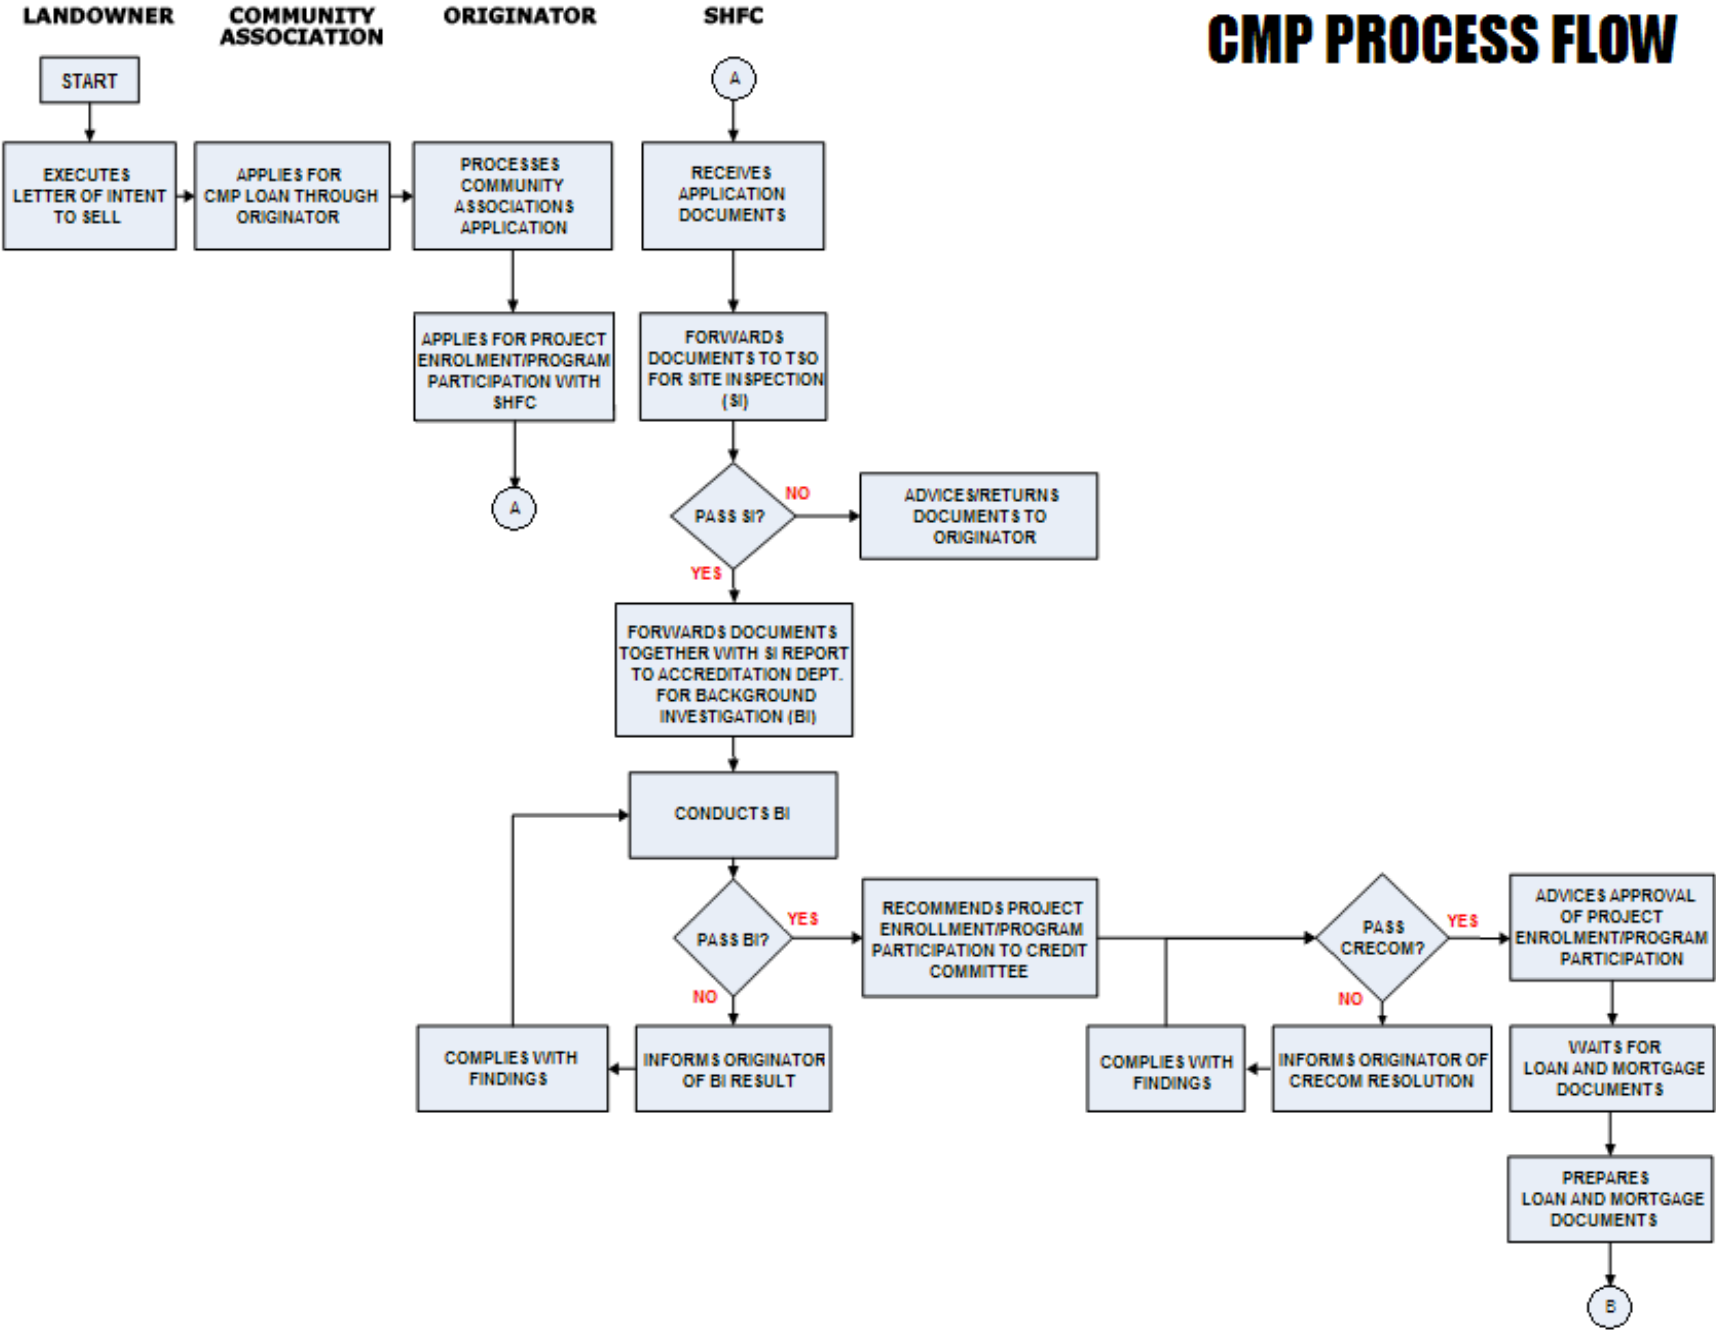 LANDOWNER
COMMUNITY
ASSOCIATION
ORIGINATOR
SHFC
CMP PROCESS FLOW
START
A
EXECUTES
LETTER OF INTENT
TO SELL
APPLIES FOR
CMP LOAN THROUGH
ORIGINATOR
PROCESSES
COMMUNITY
ASSOCIATIONS
APPLICATION
RECEIVES
APPLICATION
DOCUMENTS
APPLIES FOR PROJECT
ENROLMENT/PROGRAM
PARTICIPATION WITH
SHFC
FORWARDS
DOCUMENTS TO TSO
FOR SITE INSPECTION
(SI)
A
PASS SI?
NO
ADVICES/RETURNS
DOCUMENTS TO
ORIGINATOR
YES
FORWARDS DOCUMENTS
TOGETHER WITH SI REPORT
TO ACCREDITATION DEPT.
FOR BACKGROUND
INVESTIGATION (BI)
CONDUCTS BI
PASS BI?
YES
RECOMMENDS PROJECT
ENROLLMENT/PROGRAM
PARTICIPATION TO CREDIT
COMMITTEE
PASS
CRECOM?
YES
ADVICES APPROVAL
OF PROJECT
ENROLMENT/PROGRAM
PARTICIPATION
NO
NO
COMPLIES WITH
FINDINGS
INFORMS ORIGINATOR
OF BI RESULT
COMPLIES WITH
FINDINGS
INFORMS ORIGINATOR OF
CRECOM RESOLUTION
WAITS FOR
LOAN AND MORTGAGE
DOCUMENTS
PREPARES
LOAN AND MORTGAGE
DOCUMENTS
B